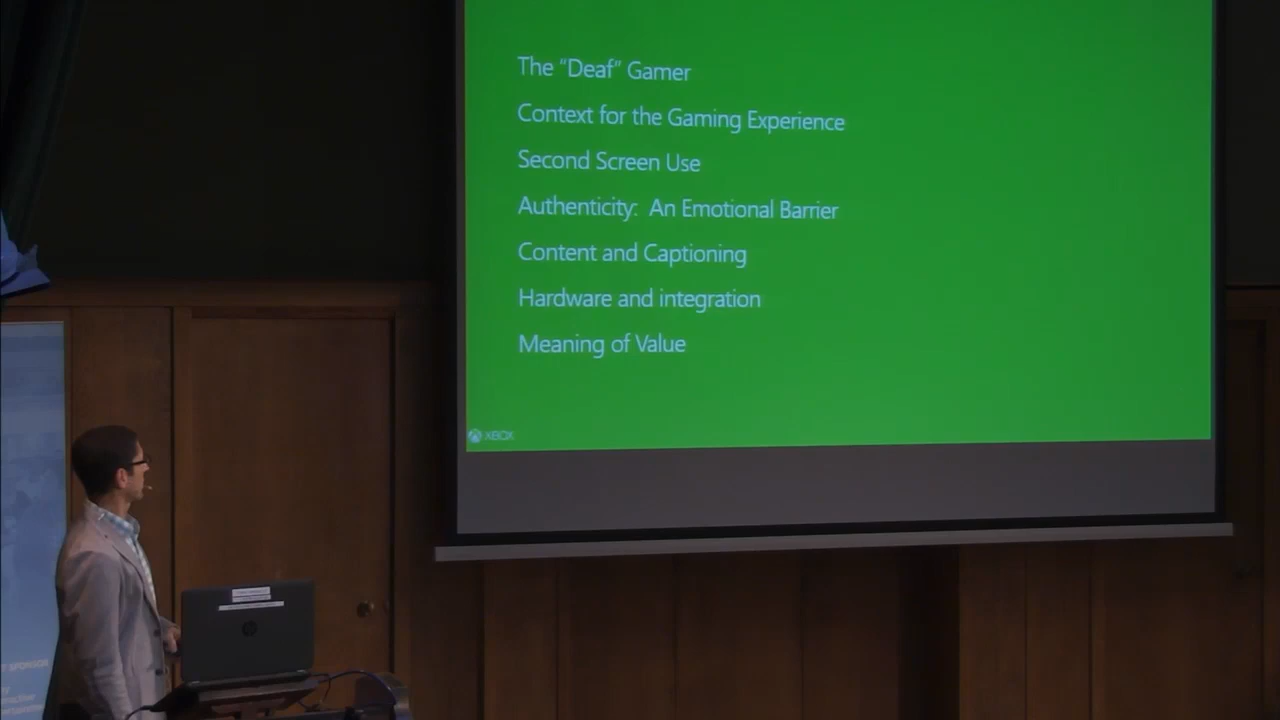 The “Deaf” Gamer
Context for the Gaming Experience
Second Screen Use
Authenticity: An Emotional Barrier
Content and Captioning
Hardware and integration
Meaning of Value
XBOX
SPONSOR